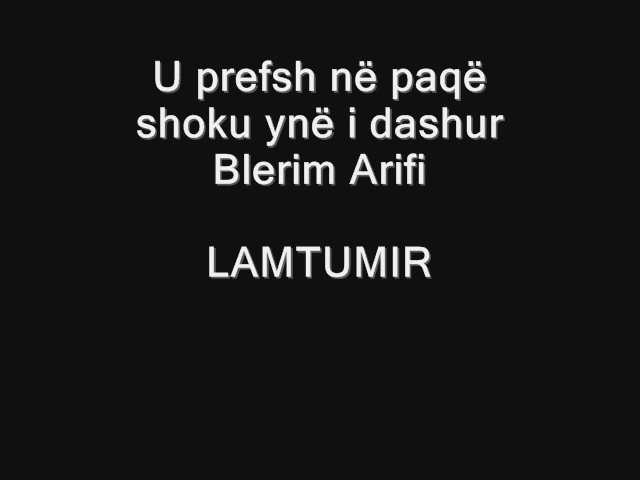 U prefsh në paqë
shoku ynë i dashur
Blerim Arifi
LAMTUMIR